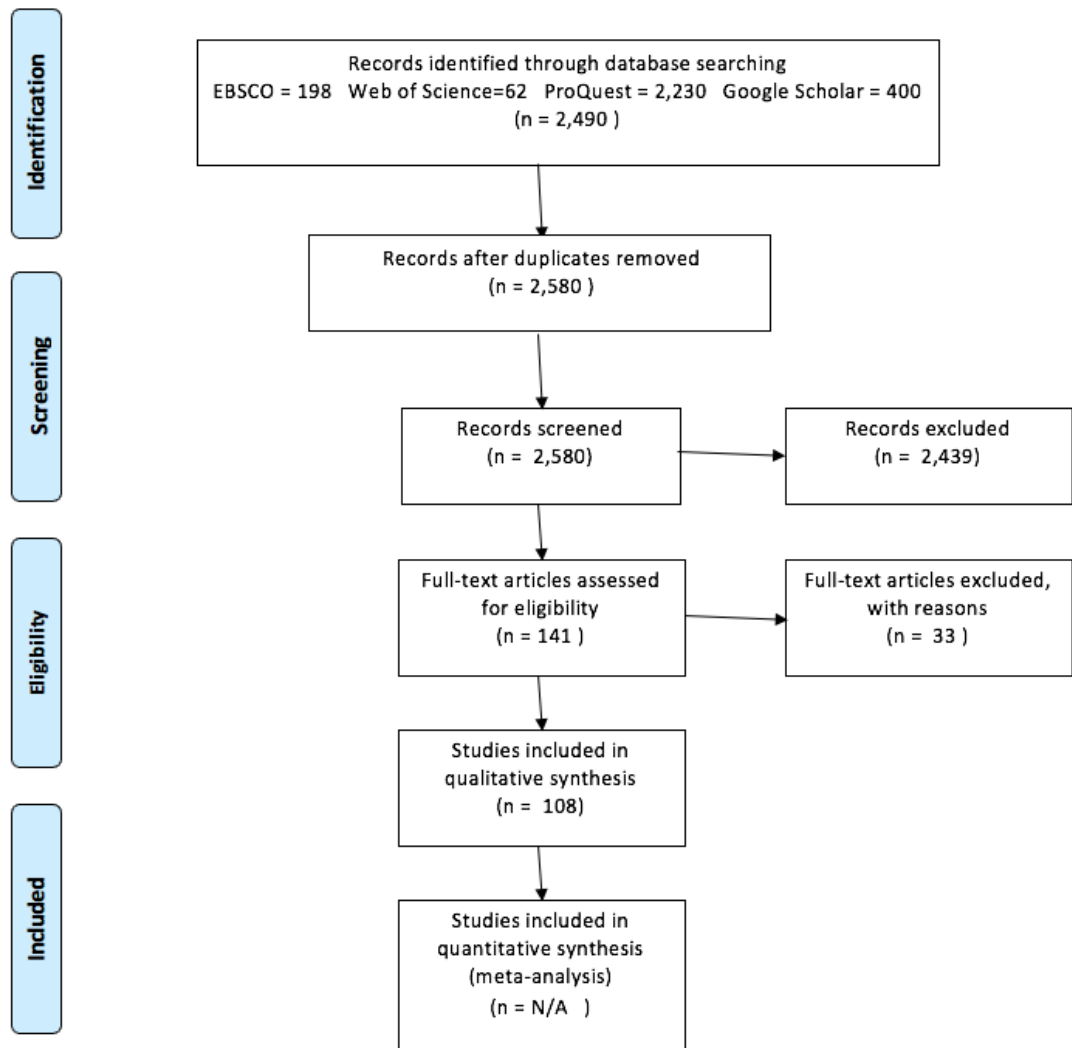 Identification
Records identified through database searching
EBSCO = 198 Web of Science=62 ProQuest = 2,230 Google Scholar = 400
(n = 2,490 )
Records after duplicates removed
(n = 2,580 )
Screening
Records screened
(n = 2,580)
Records excluded
(n = 2,439)
Eligibility
Full-text articles assessed
for eligibility
(n = 141 )
Full-text articles excluded,
with reasons
(n = 33 )
Studies included in
qualitative synthesis
(n = 108)
Included
Studies included in
quantitative synthesis
(meta-analysis)
(n = N/A )